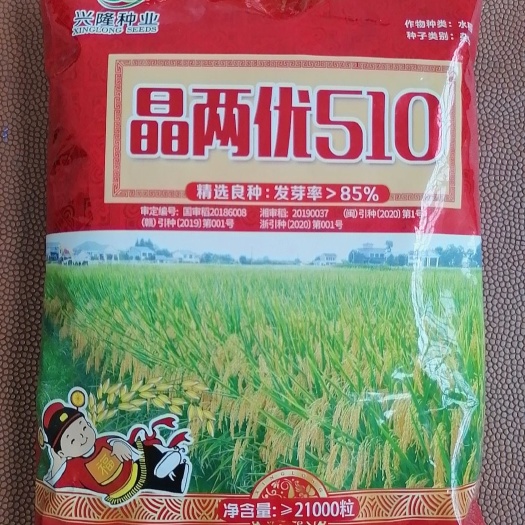 兴隆种业
XINGLONG SEEDS
作物种类：水
种子类别：
晶两优510
精选良种：发芽率>85%
审定编号：国审稻20186008 湘审稻：20190037 (闽)引种(2020)第1号
(赣)引种(2019)第001号 浙引种(2020)第001号
福
净含量：≥21000粒